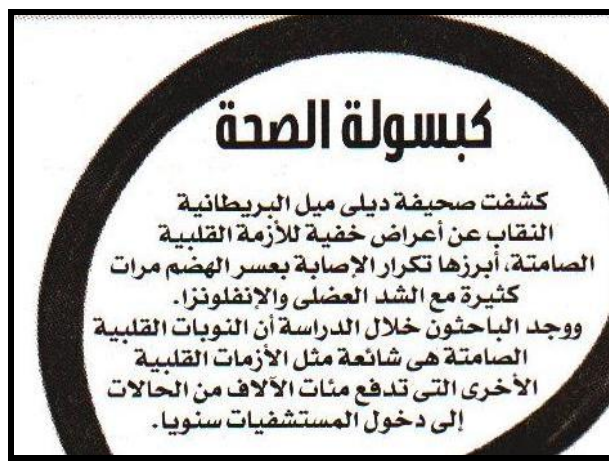 كبسولة الصحة
كشفت صحيفة ديلى ميل البريطانية
النقاب عن أعراض خفية للأزمة القلبية
الصامتة، أبرزها تكرار الإصابة بعسر الهضم مرات
كثيرة مع الشد العضلى والإنفلونزا.
ووجد الباحثون خلال الدراسة أن النوبات القلبية
الصامتة هى شائعة مثل الأزمات القلبية
الأخرى التى تدفع مئات الآلاف من الحالات
إلى دخول المستشفيات سنويا.